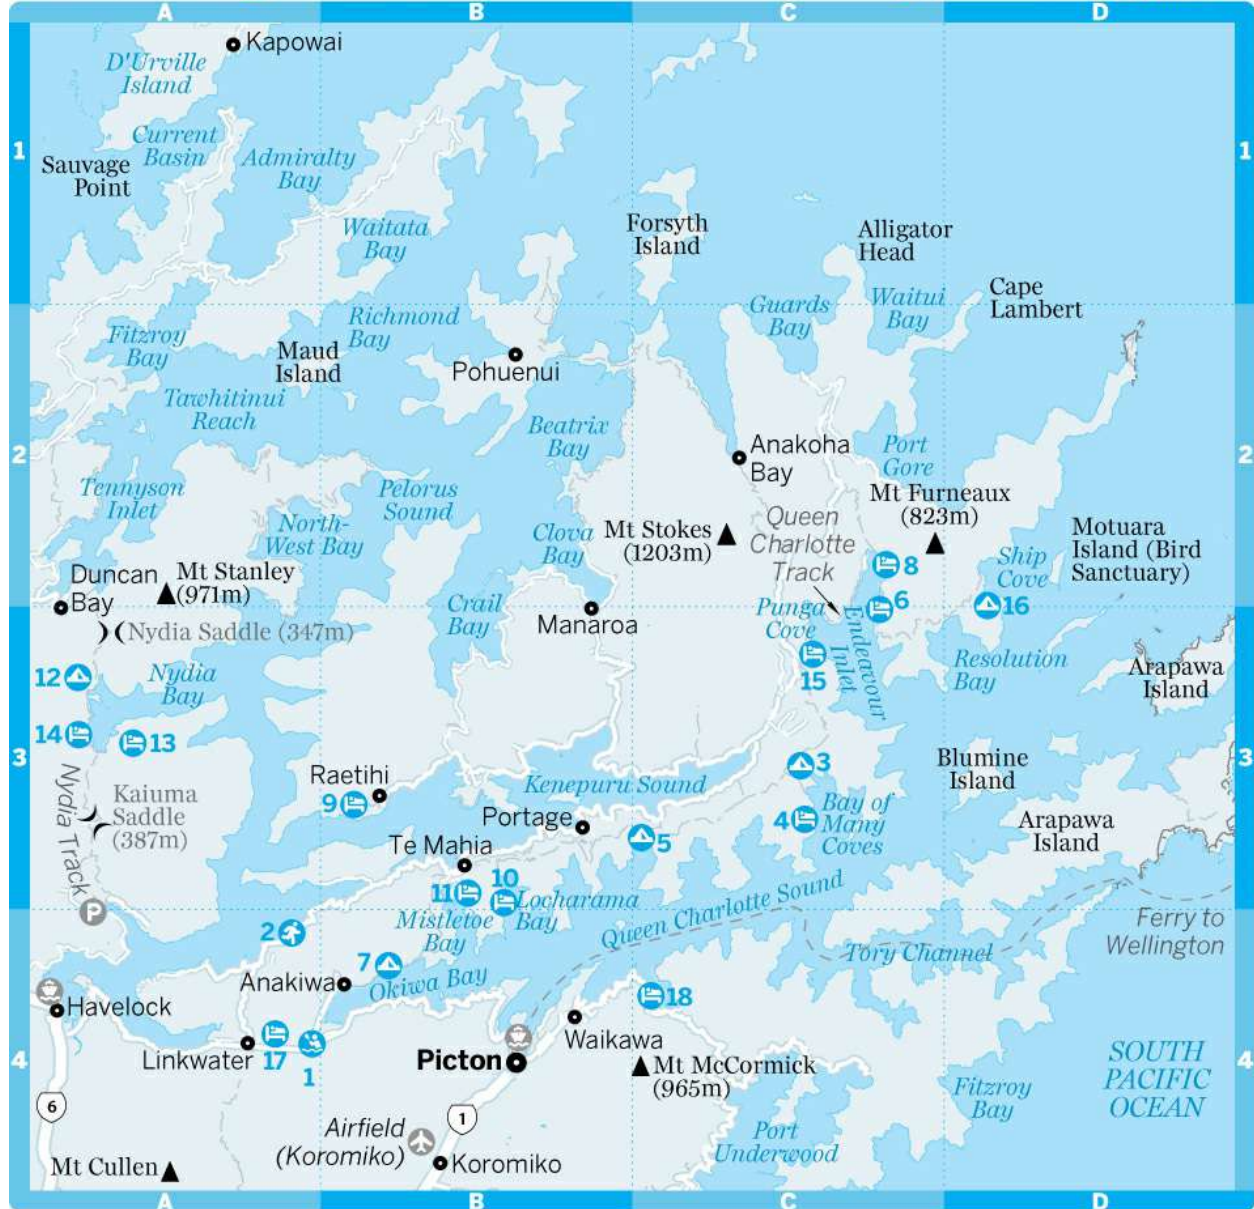 A
B
C
D
Kapowai
D'Urville
Island
Current
Basin
1
Sauvage
Point
Admiralty
Bay
1
Waitata
Bay
Forsyth
Island
Alligator
Head
Cape
Lambert
Guards
Bay
Waitui
Bay
Richmond
Bay
Fitzroy
Bay
Maud
Island
Pohuenui
Tawhitinui
Reach
Beatrix
Bay
Anakoha
Bay
Port
Gore
2
2
Tennyson
Inlet
Pelorus
Sound
North-
West Bay
Clova
Bay
Mt Stokes
(1203m)
Queen
Charlotte
Track
Mt Furneaux
(823m)
Motuara
Island (Bird
Sanctuary)
Ship
Cove
Duncan
Bay
Mt Stanley
(971m)
8
6
16
Nydia Saddle (347m)
Crail
Bay
Manaroa
Punga
Cove
Endeavour
Inlet
Resolution
Bay
Arapawa
Island
12
Nydia
Bay
15
14
13
3
3
Nydia Track
Kaiuma
Saddle
(387m)
Raetihi
9
Kenepuru Sound
3
Blumine
Island
Portage
4
Bay of
Many
Coves
Arapawa
Island
Te Mahia
5
10
11
Locharama
Bay
Mistletoe
Bay
Queen Charlotte Sound
P
Ferry to
Wellington
2
Tory Channel
7
Anakiwa
Okiwa Bay
Havelock
18
Waikawa
Linkwater
17
1
Picton
Mt McCormick
(965m)
4
4
SOUTH
PACIFIC
OCEAN
Fitzroy
Bay
6
1
Airfield
(Koromiko)
Port
Underwood
Koromiko
Mt Cullen
A
B
C
D